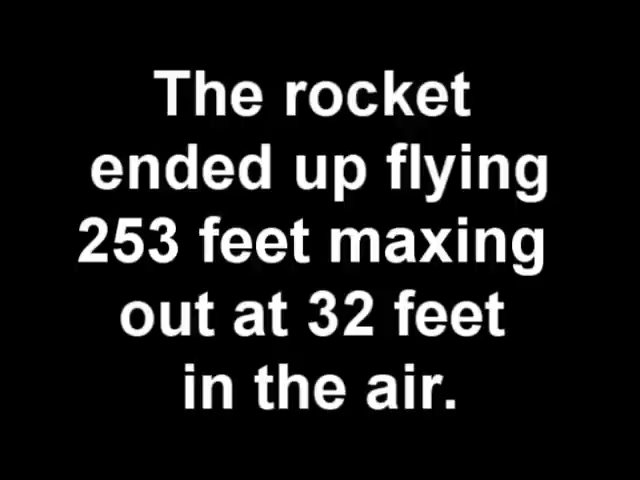 The rocket
ended up flying
253 feet maxing
out at 32 feet
in the air.